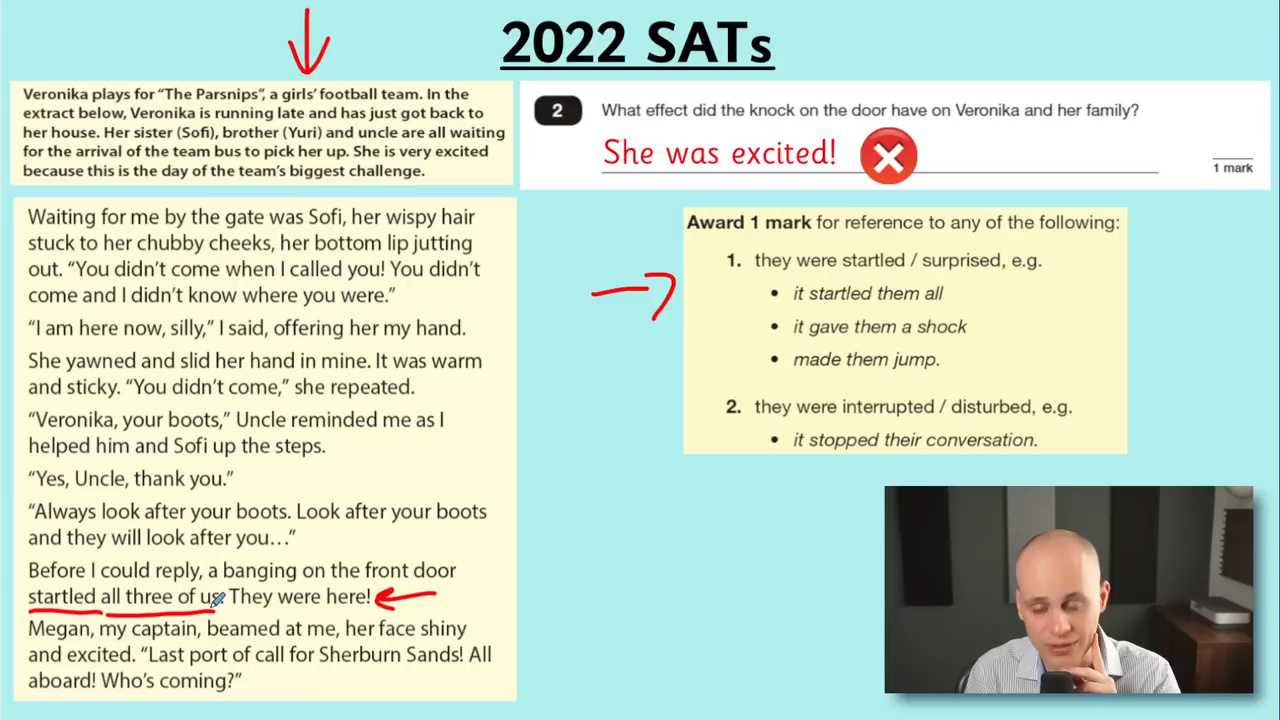 2022 SATs
Veronika plays for “The Parsnips”, a girls’ football team. In the
extract below, Veronika is running late and has just got back to
her house. Her sister (Sofi), brother (Yuri) and uncle are all waiting
for the arrival of the team bus to pick her up. She is very excited
because this is the day of the team’s biggest challenge.
Waiting for me by the gate was Sofi, her wispy hair
stuck to her chubby cheeks, her bottom lip jutting
out. “You didn’t come when I called you! You didn’t
come and I didn’t know where you were.”
“I am here now, silly,” I said, offering her my hand.
She yawned and slid her hand in mine. It was warm
and sticky. “You didn’t come,” she repeated.
“Veronika, your boots,” Uncle reminded me as I
helped him and Sofi up the steps.
“Yes, Uncle, thank you.”
“Always look after your boots. Look after your boots
and they will look after you…”
Before I could reply, a banging on the front door
startled all three of us. They were here!
Megan, my captain, beamed at me, her face shiny
and excited. “Last port of call for Sherburn Sands! All
aboard! Who’s coming?”
2 What effect did the knock on the door have on Veronika and her family?
She was excited!
1 mark
Award 1 mark for reference to any of the following:
1. they were startled / surprised, e.g.
• it startled them all
• it gave them a shock
• made them jump.
2. they were interrupted / disturbed, e.g.
• it stopped their conversation.